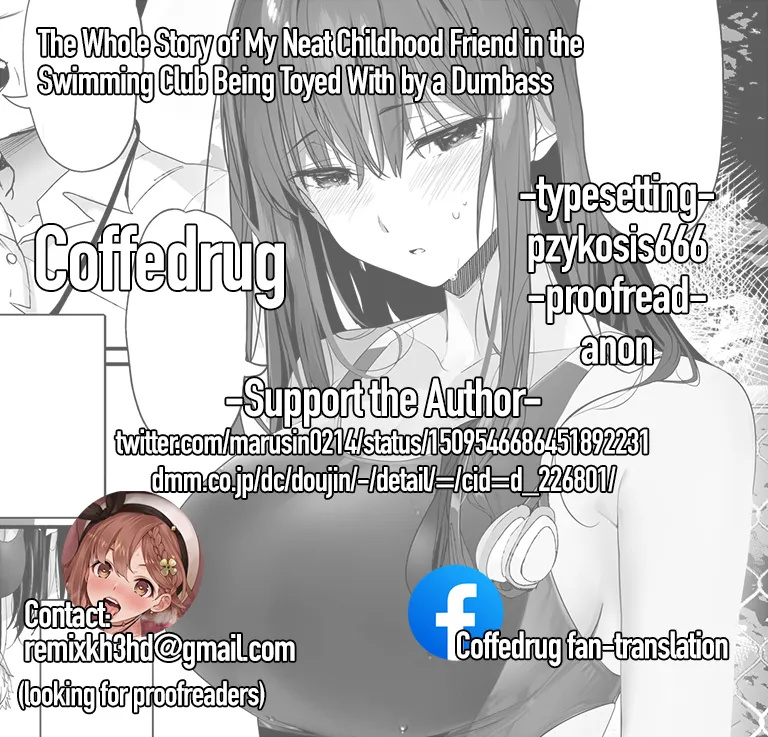 The Whole Story of My Neat Childhood Friend in the
Swimming Club Being Toyed With by a Dumbass
Coffedrug
-typesetting-
pzykosis666
-proofread-
anon
-Support the Author-
twitter.com/marusin0214/status/1509546686451892231
dmm.co.jp/dc/doujin/-/detail/=/cid=d_226801/
Contact:
remixkh3hd@gmail.com
(looking for proofreaders)
f
Coffedrug fan-translation